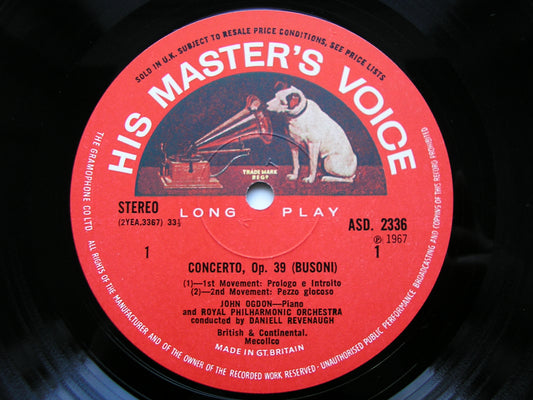 SOLD IN U.K. SUBJECT TO RESALE PRICE CONDITIONS, SEE PRICE LISTS
HIS MASTER'S VOICE
TRADE MARK
REGD
STEREO
(2YEA.3367) 33⅓
LONG PLAY
ASD. 2336
℗ 1967
1
1
CONCERTO, Op. 39 (BUSONI)
(1)—1st Movement: Prologo e Introito
(2)—2nd Movement: Pezzo giocoso
JOHN OGDON—Piano
and ROYAL PHILHARMONIC ORCHESTRA
conducted by DANIELL REVENAUGH
British & Continental.
Mecolico
MADE IN GT. BRITAIN
THE GRAMOPHONE CO LTD. ALL RIGHTS OF THE MANUFACTURER AND OF THE OWNER OF THE RECORDED WORK RESERVED · UNAUTHORISED PUBLIC PERFORMANCE BROADCASTING AND COPYING OF THIS RECORD PROHIBITED